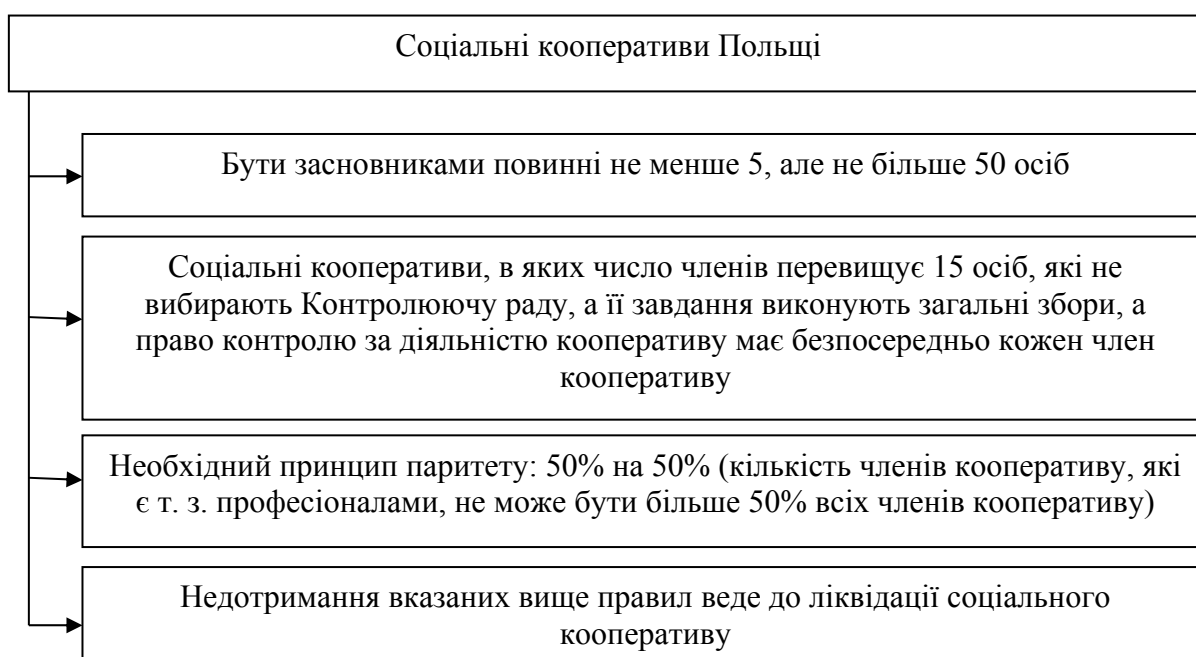 Соціальні кооперативи Польщі
Бути засновниками повинні не менше 5, але не більше 50 осіб
Соціальні кооперативи, в яких число членів перевищує 15 осіб, які не
вибирають Контролюючу раду, а її завдання виконують загальні збори, а
право контролю за діяльністю кооперативу має безпосередньо кожен член
кооперативу
Необхідний принцип паритету: 50% на 50% (кількість членів кооперативу, які
є т. з. професіоналами, не може бути більше 50% всіх членів кооперативу)
Недотримання вказаних вище правил веде до ліквідації соціального
кооперативу